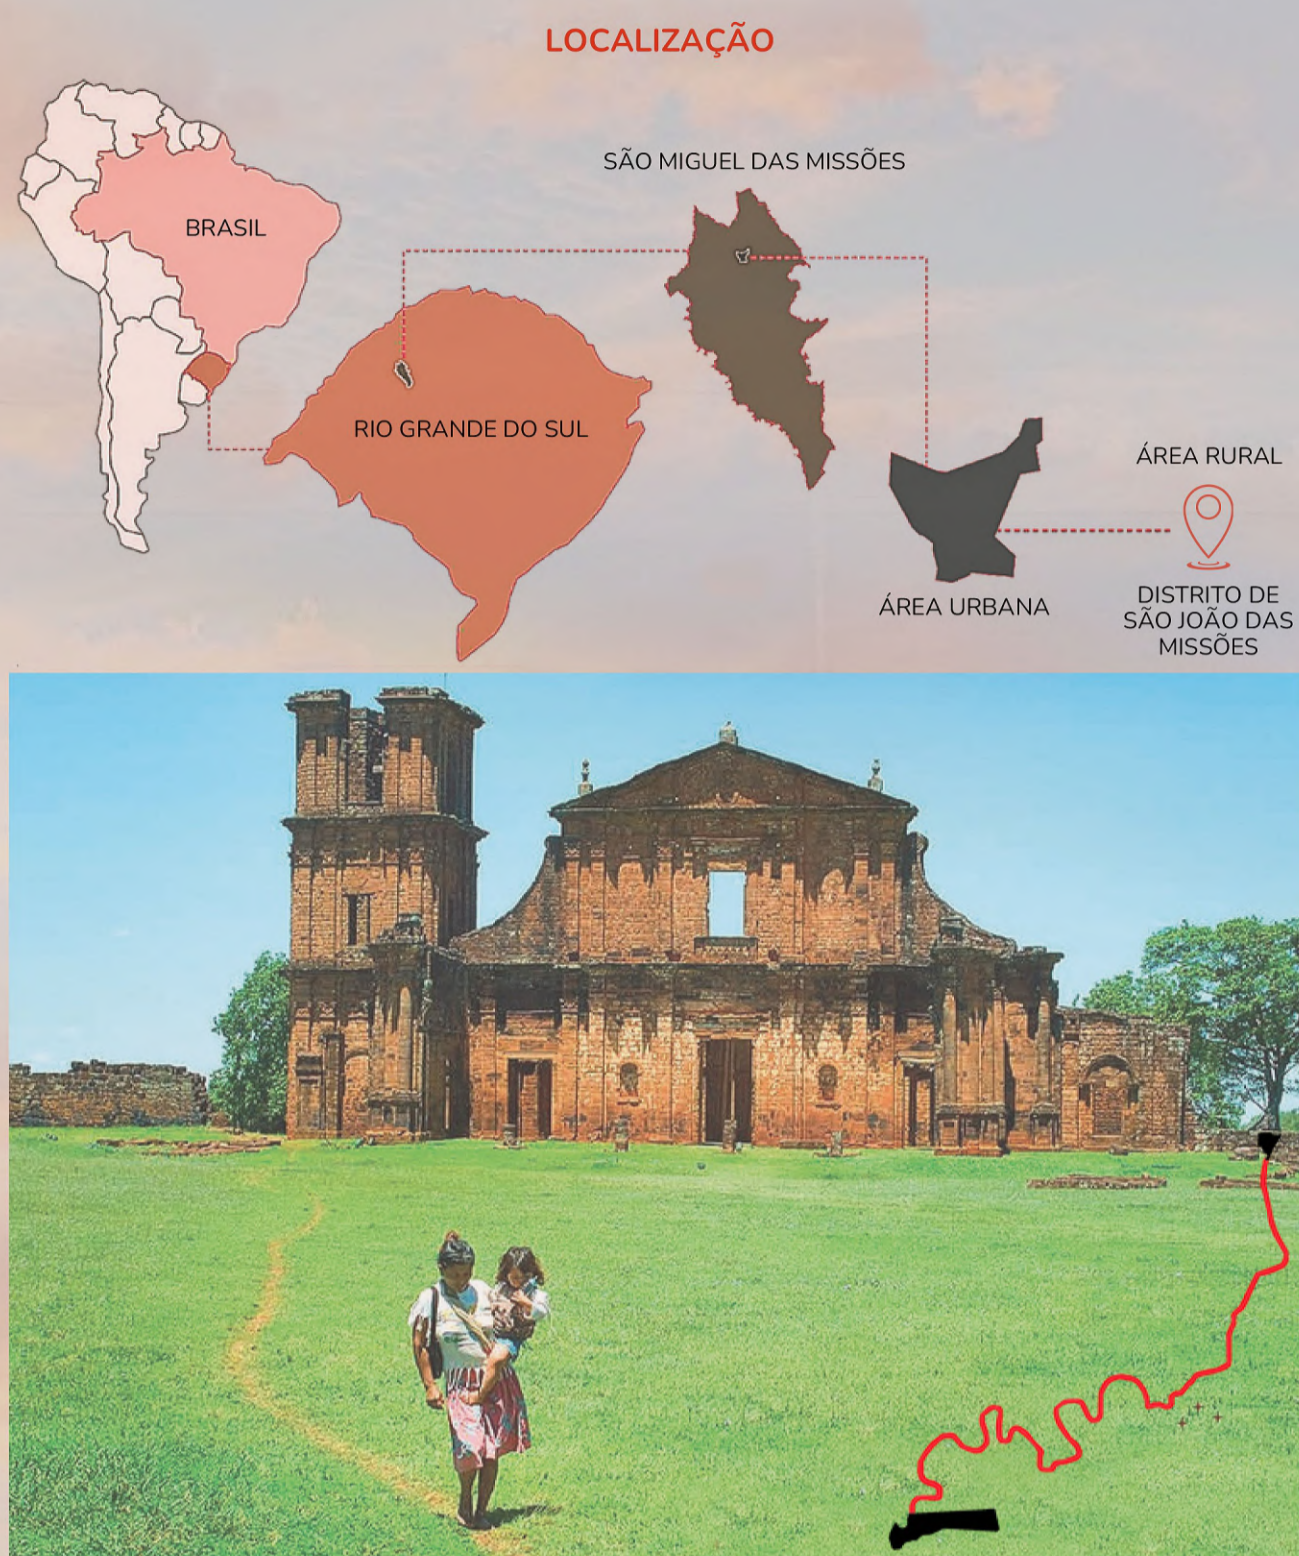 LOCALIZAÇÃO
SÃO MIGUEL DAS MISSÕES
BRASIL
RIO GRANDE DO SUL
ÁREA RURAL
ÁREA URBANA
DISTRITO DE
SÃO JOÃO DAS
MISSÕES